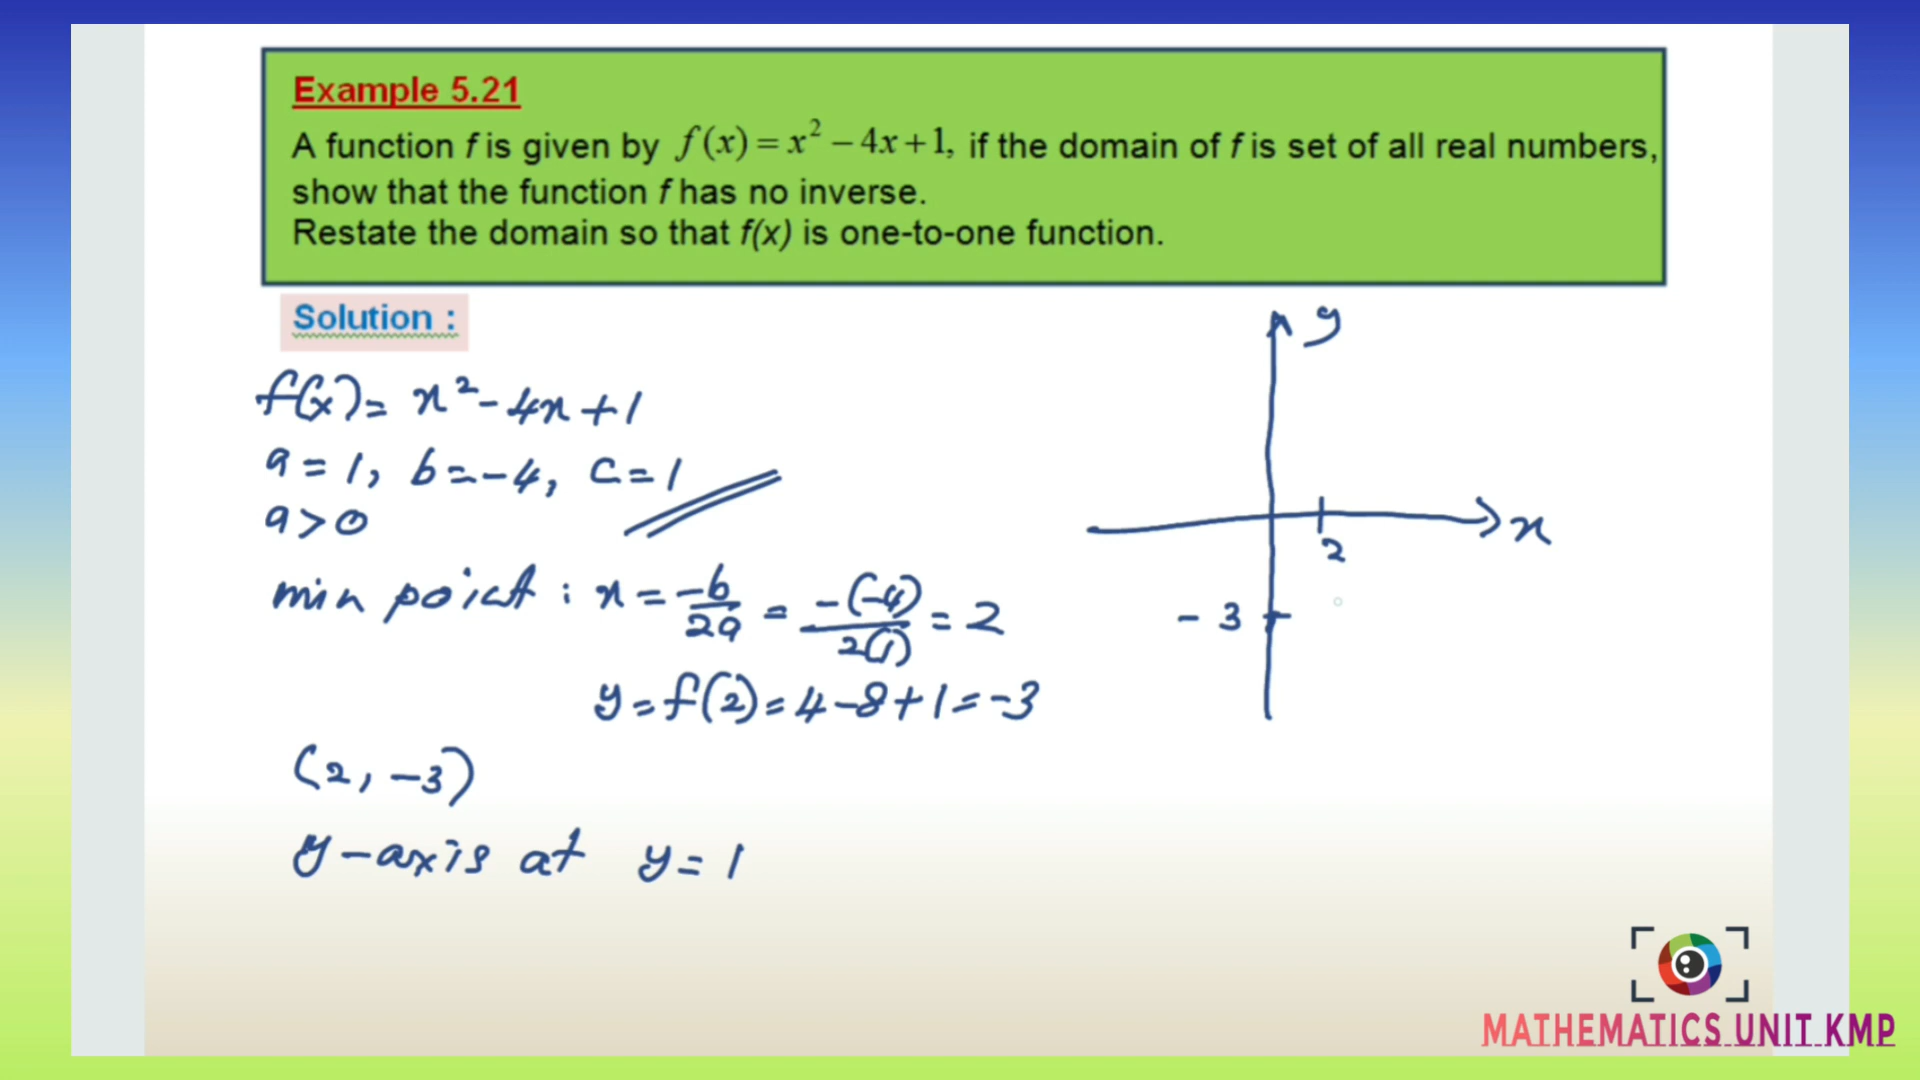 Example 5.21
A function f is given by f(x) = x² − 4x + 1, if the domain of f is set of all real numbers,
show that the function f has no inverse.
Restate the domain so that f(x) is one-to-one function.
Solution :
f(x) = x² - 4x + 1
a = 1, b = -4, c = 1
a > 0
min point : x = -b/2a = -(-4)/2(1) = 2
y = f(2) = 4 - 8 + 1 = -3
(2, -3)
y-axis at y = 1
y
x
2
- 3
MATHEMATICS UNIT KMP